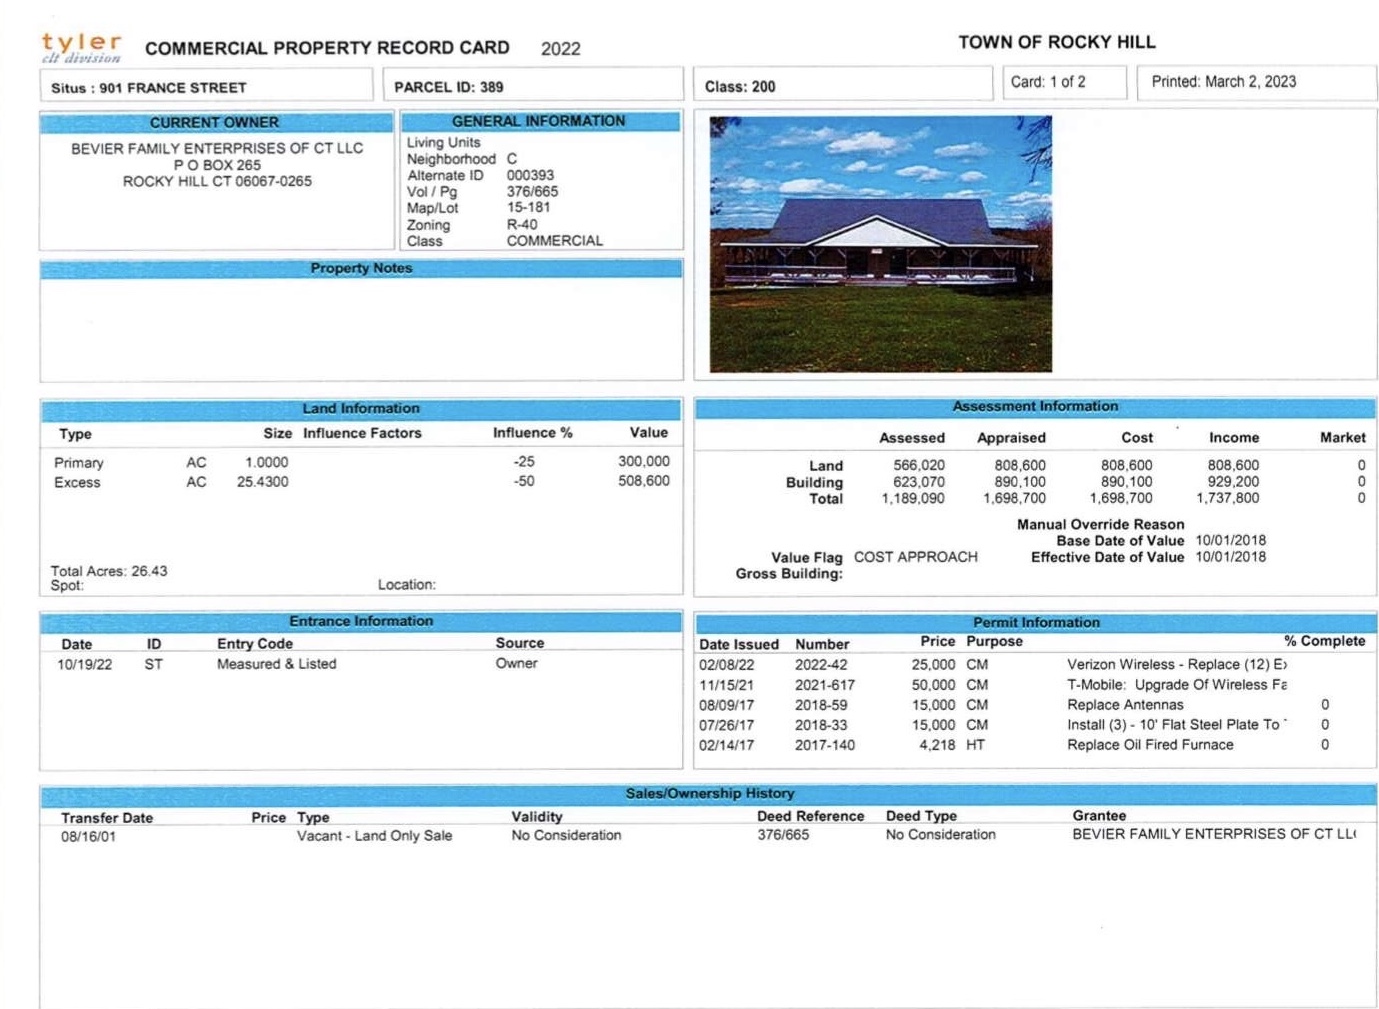 tyler
clt division
COMMERCIAL PROPERTY RECORD CARD 2022
TOWN OF ROCKY HILL
Situs : 901 FRANCE STREET
PARCEL ID: 389
Class: 200
Card: 1 of 2
Printed: March 2, 2023
CURRENT OWNER
BEVIER FAMILY ENTERPRISES OF CT LLC
P O BOX 265
ROCKY HILL CT 06067-0265
GENERAL INFORMATION
Living Units
Neighborhood C
Alternate ID 000393
Vol / Pg 376/665
Map/Lot 15-181
Zoning R-40
Class COMMERCIAL
Property Notes
Land Information
Type Size Influence Factors Influence % Value
Primary AC 1.0000 -25 300,000
Excess AC 25.4300 -50 508,600
Total Acres: 26.43
Spot: Location:
Assessment Information
Assessed Appraised Cost Income Market
Land 566,020 808,600 808,600 808,600 0
Building 623,070 890,100 890,100 929,200 0
Total 1,189,090 1,698,700 1,698,700 1,737,800 0
Manual Override Reason
Base Date of Value 10/01/2018
Value Flag COST APPROACH Effective Date of Value 10/01/2018
Gross Building:
Entrance Information
Date ID Entry Code Source
10/19/22 ST Measured & Listed Owner
Permit Information
Date Issued Number Price Purpose % Complete
02/08/22 2022-42 25,000 CM Verizon Wireless - Replace (12)
11/15/21 2021-617 50,000 CM T-Mobile: Upgrade Of Wireless
08/09/17 2018-59 15,000 CM Replace Antennas 0
07/26/17 2018-33 15,000 CM Install (3) - 10' Flat Steel Plate To 0
02/14/17 2017-140 4,218 HT Replace Oil Fired Furnace 0
Sales/Ownership History
Transfer Date Price Type Validity Deed Reference Deed Type Grantee
08/16/01 Vacant - Land Only Sale No Consideration 376/665 No Consideration BEVIER FAMILY ENTERPRISES OF CT